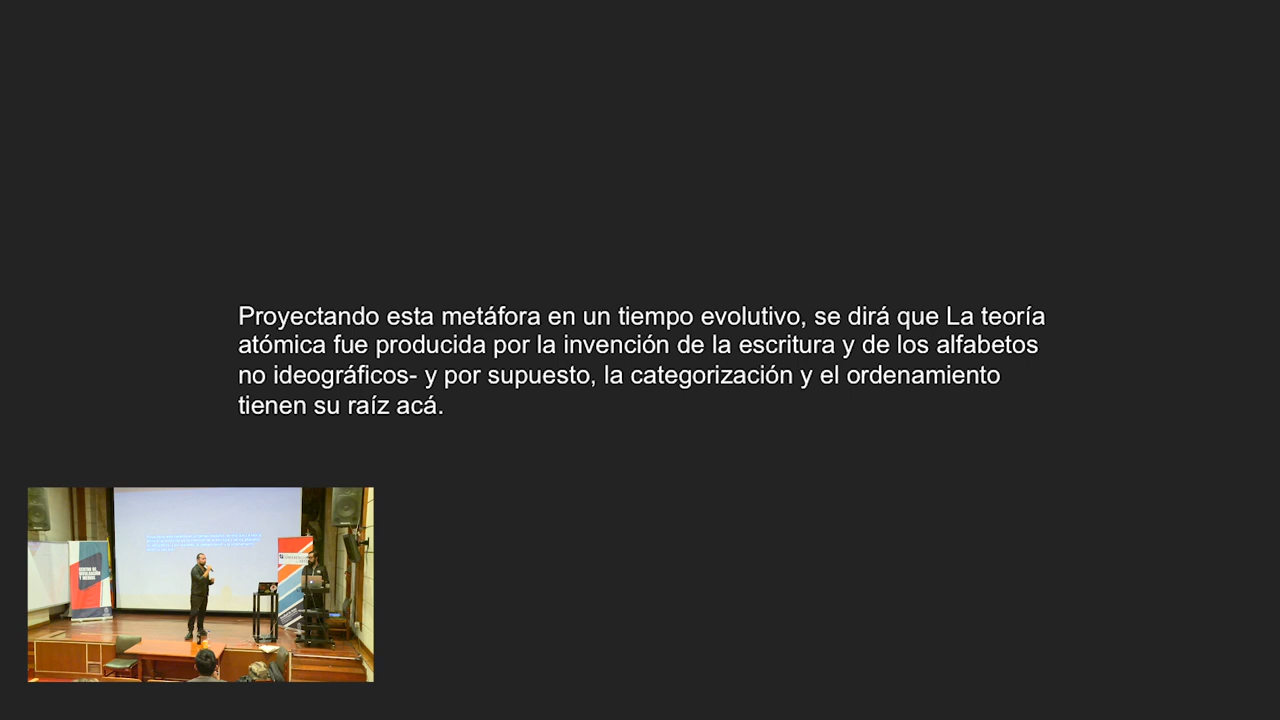 Proyectando esta metáfora en un tiempo evolutivo, se dirá que La teoría
atómica fue producida por la invención de la escritura y de los alfabetos
no ideográficos- y por supuesto, la categorización y el ordenamiento
tienen su raíz acá.